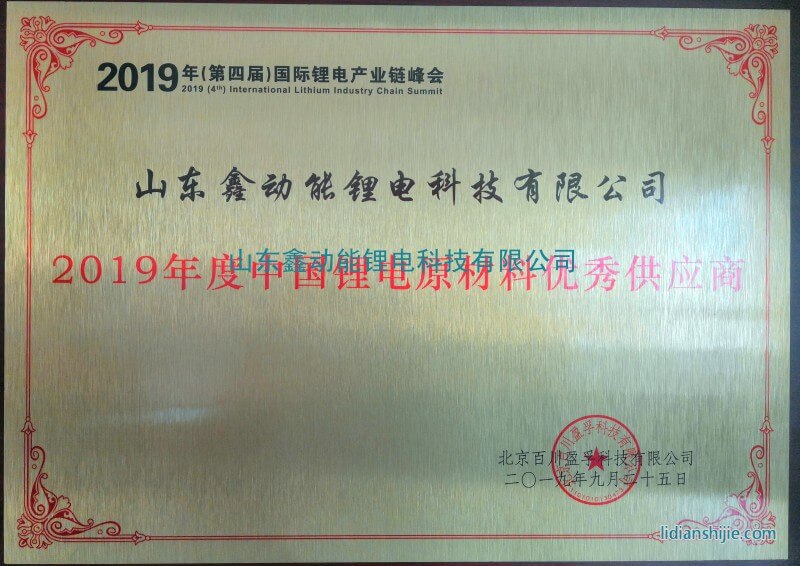 2019年(第四届)国际锂电产业链峰会
2019 (4th) International Lithium Industry Chain Summit
山东鑫动能锂电科技有限公司
山东鑫动能锂电科技有限公司
2019年度中国锂电原材料优秀供应商
北京百川盈孚科技有限公司
二〇一九年九月二十五日
lidianshijie.com